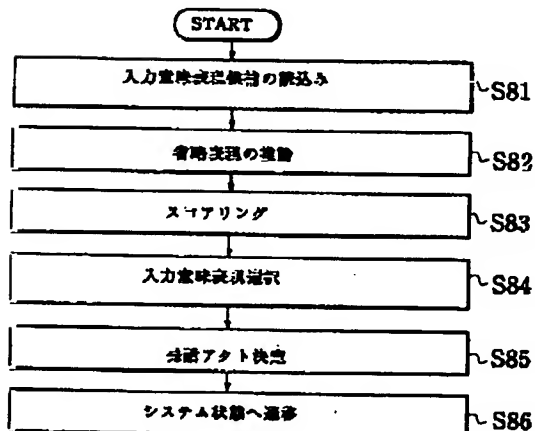 START
入力意味表現候補の読込み
S81
省略表現の推論
S82
スコアリング
S83
入力意味表現選択
S84
発話アクト決定
S85
システム状態へ遷移
S86